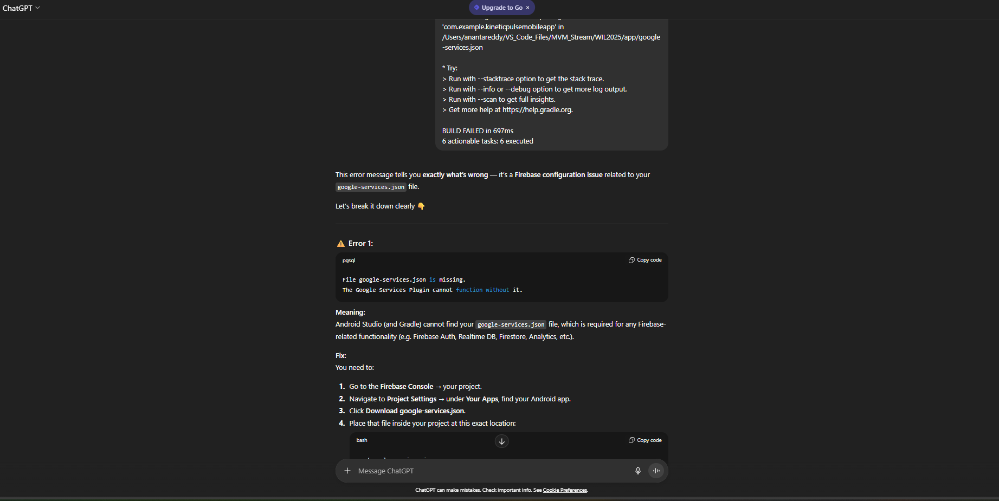 ChatGPT
Upgrade to Go ×
'com.example.kineticpulsemobileapp' in
/Users/anantareddy/VS_Code_Files/MVM_Stream/WIL2025/app/google
-services.json
* Try:
> Run with --stacktrace option to get the stack trace.
> Run with --info or --debug option to get more log output.
> Run with --scan to get full insights.
> Get more help at https://help.gradle.org.
BUILD FAILED in 697ms
6 actionable tasks: 6 executed
This error message tells you exactly what's wrong — it's a Firebase configuration issue related to your
google-services.json file.
Let's break it down clearly 👇
⚠️ Error 1:
pgsql
Copy code
File google-services.json is missing.
The Google Services Plugin cannot function without it.
Meaning:
Android Studio (and Gradle) cannot find your google-services.json file, which is required for any Firebase-
related functionality (e.g. Firebase Auth, Realtime DB, Firestore, Analytics, etc.).
Fix:
You need to:
1. Go to the Firebase Console → your project.
2. Navigate to Project Settings → under Your Apps, find your Android app.
3. Click Download google-services.json.
4. Place that file inside your project at this exact location:
bash
Copy code
Message ChatGPT
ChatGPT can make mistakes. Check important info. See Cookie Preferences.